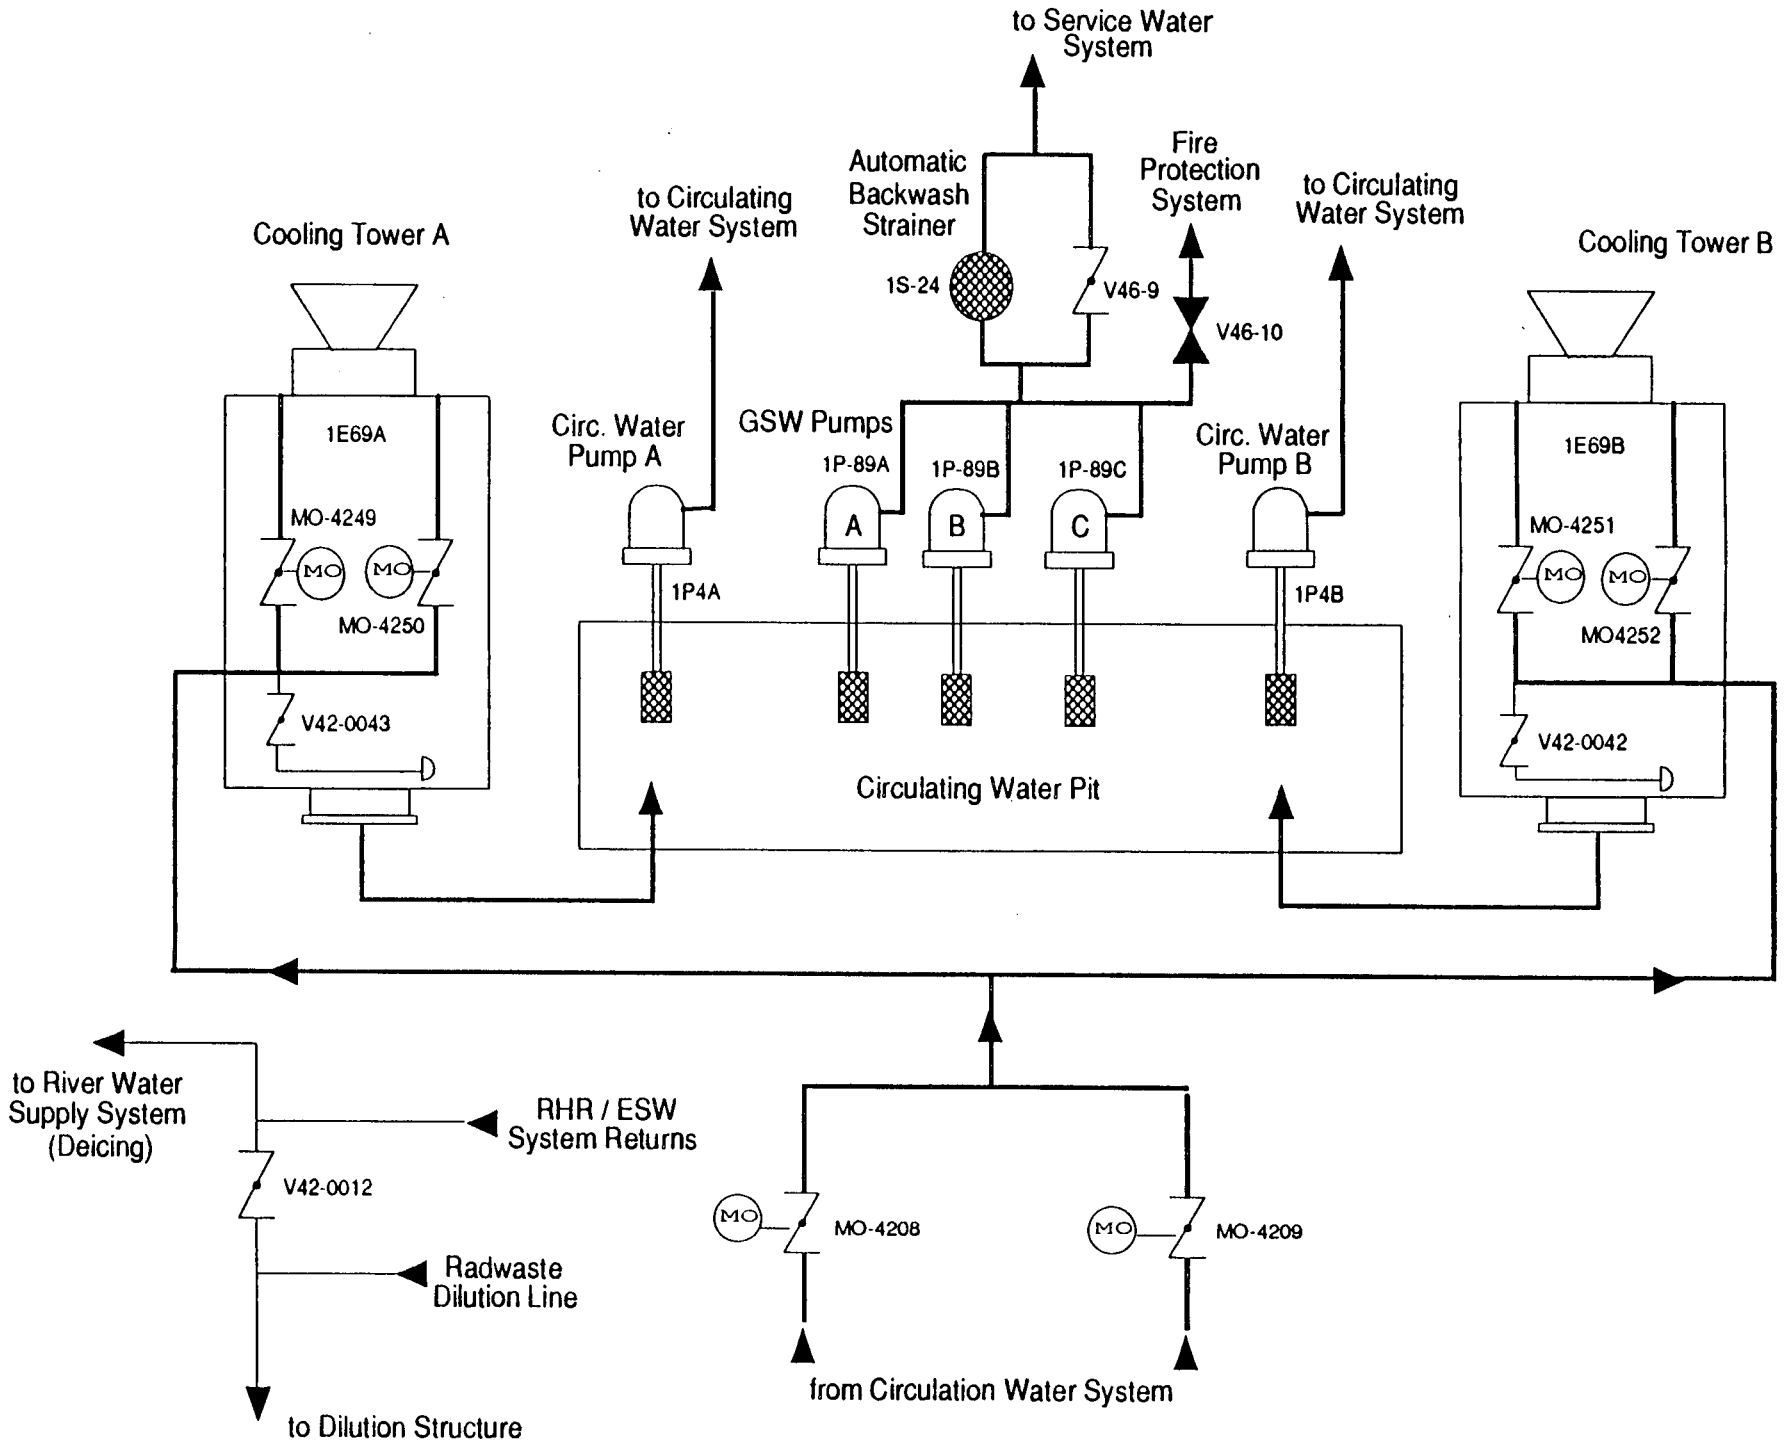 to Service Water
System
Fire
Protection
System
Automatic
Backwash
Strainer
to Circulating
Water System
to Circulating
Water System
Cooling Tower A
Cooling Tower B
1S-24
V46-9
V46-10
Circ. Water
Pump A
GSW Pumps
1P-89A
1P-89B
1P-89C
Circ. Water
Pump B
1E69A
1E69B
MO-4249
MO
MO
MO-4250
A
B
C
MO-4251
MO
MO
MO4252
1P4A
1P4B
V42-0043
V42-0042
Circulating Water Pit
to River Water
Supply System
(Deicing)
RHR / ESW
System Returns
V42-0012
Radwaste
Dilution Line
to Dilution Structure
MO
MO-4208
MO
MO-4209
from Circulation Water System